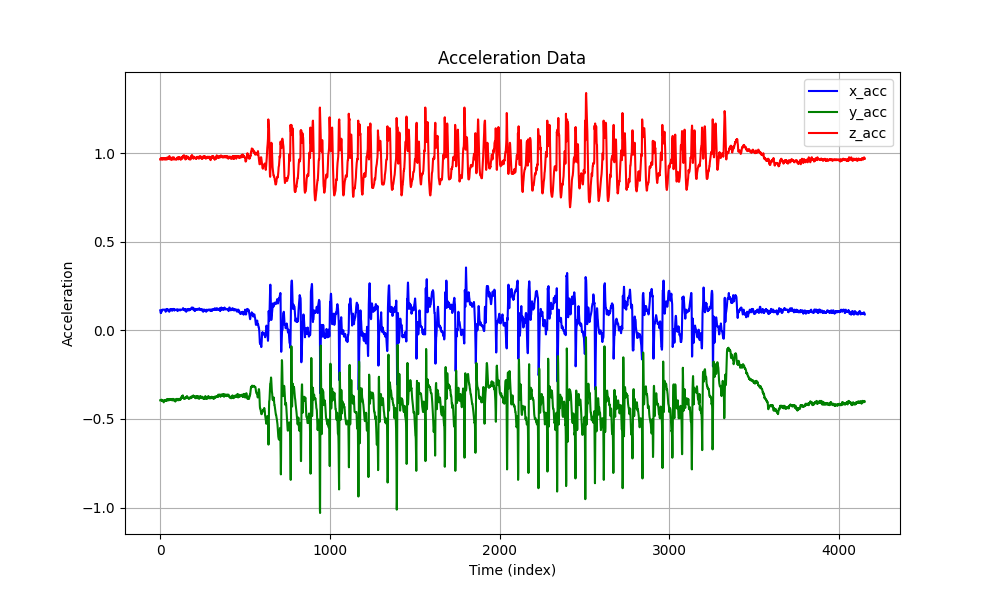 Acceleration Data
x_acc
y_acc
z_acc
1.0
0.5
0.0
−0.5
−1.0
Acceleration
0 1000 2000 3000 4000
Time (index)